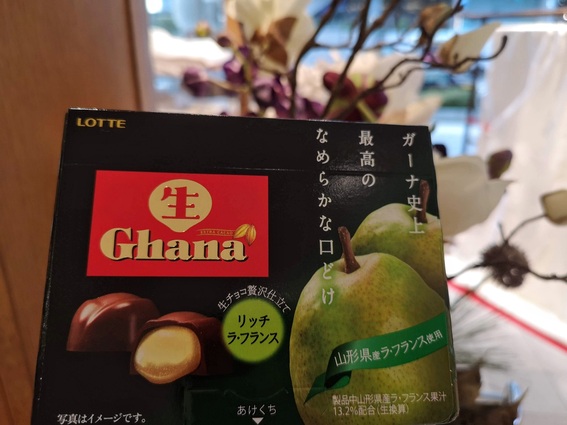 LOTTE
ガーナ史上
最高の
なめらかな口どけ
生
Ghana
生チョコ贅沢仕立て
リッチ
ラ・フランス
山形県産ラ・フランス使用
製品中山形県産ラ・フランス果汁
13.2%配合(生換算)
写真はイメージです。
あけくち